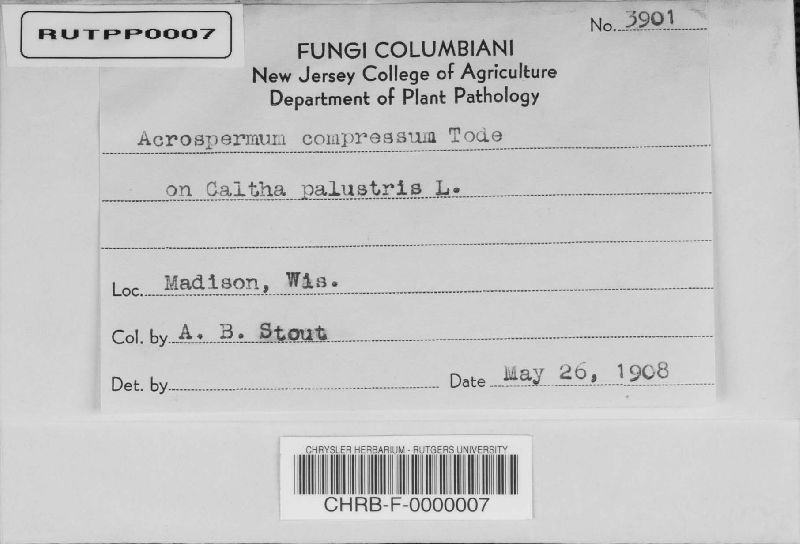 RUTPP0007
No. 3901
FUNGI COLUMBIANI
New Jersey College of Agriculture
Department of Plant Pathology
Acrospermum compressum Tode
on Caltha palustris L.
Loc. Madison, Wis.
Col. by A. B. Stout
Det. by Date May 26, 1908
CHRYSLER HERBARIUM - RUTGERS UNIVERSITY
CHRB-F-0000007